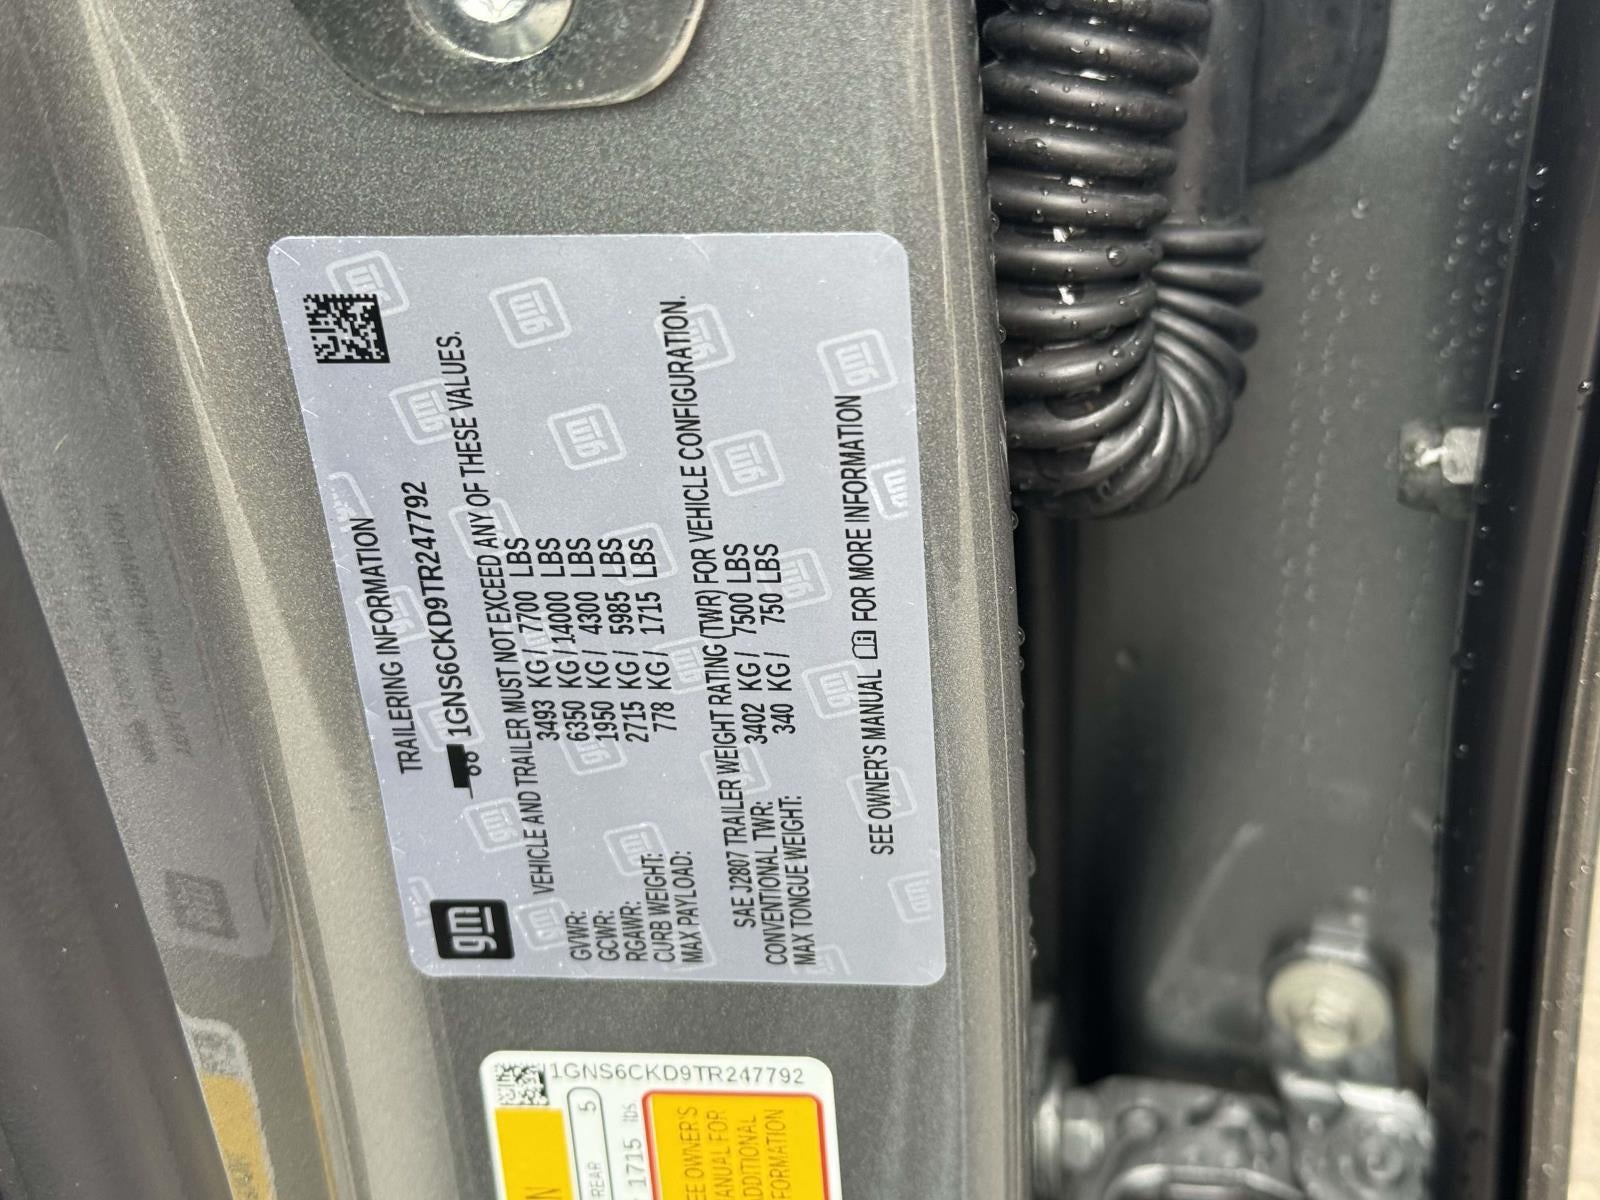 TRAILERING INFORMATION
1GNS6CKD9TR247792
gm
VEHICLE AND TRAILER MUST NOT EXCEED ANY OF THESE VALUES.
GVWR: 3493 KG / 7700 LBS
GCWR: 6350 KG / 14000 LBS
RGAWR: 1950 KG / 4300 LBS
CURB WEIGHT: 2715 KG / 5985 LBS
MAX PAYLOAD: 778 KG / 1715 LBS
SAE J2807 TRAILER WEIGHT RATING (TWR) FOR VEHICLE CONFIGURATION.
CONVENTIONAL TWR: 3402 KG / 7500 LBS
MAX TONGUE WEIGHT: 340 KG / 750 LBS
SEE OWNER'S MANUAL FOR MORE INFORMATION
1GNS6CKD9TR247792
REAR 5
1715 lbs
OWNER'S
FOR